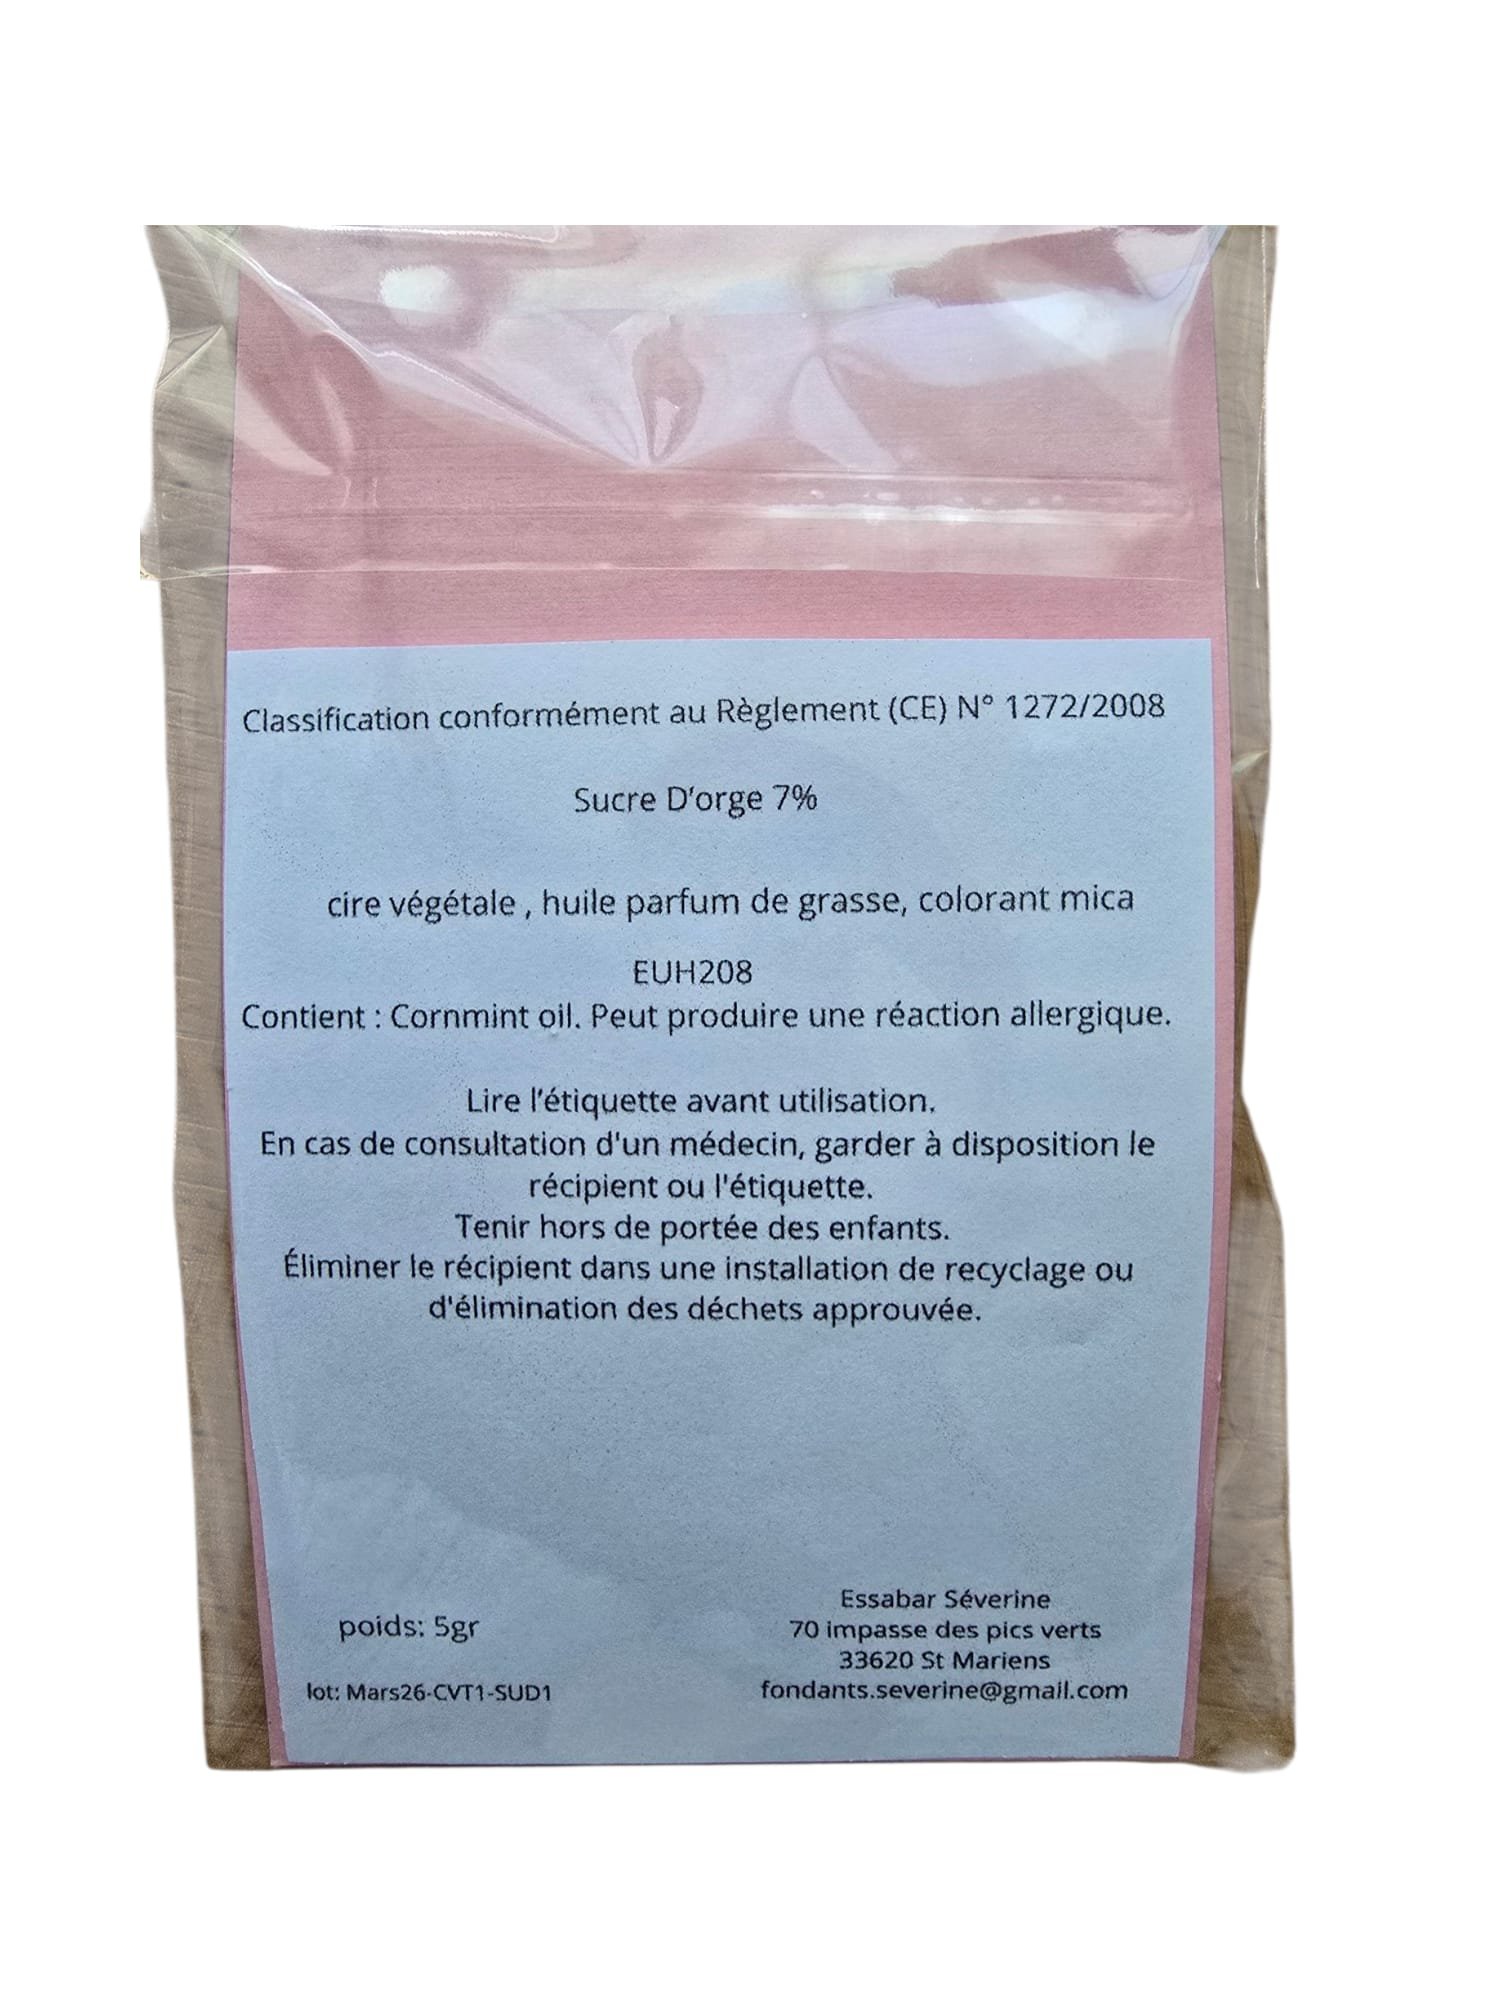 Classification conformément au Règlement (CE) N° 1272/2008
Sucre D'orge 7%
cire végétale , huile parfum de grasse, colorant mica
EUH208
Contient : Cornmint oil. Peut produire une réaction allergique.
Lire l'étiquette avant utilisation.
En cas de consultation d'un médecin, garder à disposition le
récipient ou l'étiquette.
Tenir hors de portée des enfants.
Éliminer le récipient dans une installation de recyclage ou
d'élimination des déchets approuvée.
poids: 5gr
lot: Mars26-CVT1-SUD1
Essabar Séverine
70 impasse des pics verts
33620 St Mariens
fondants.severine@gmail.com